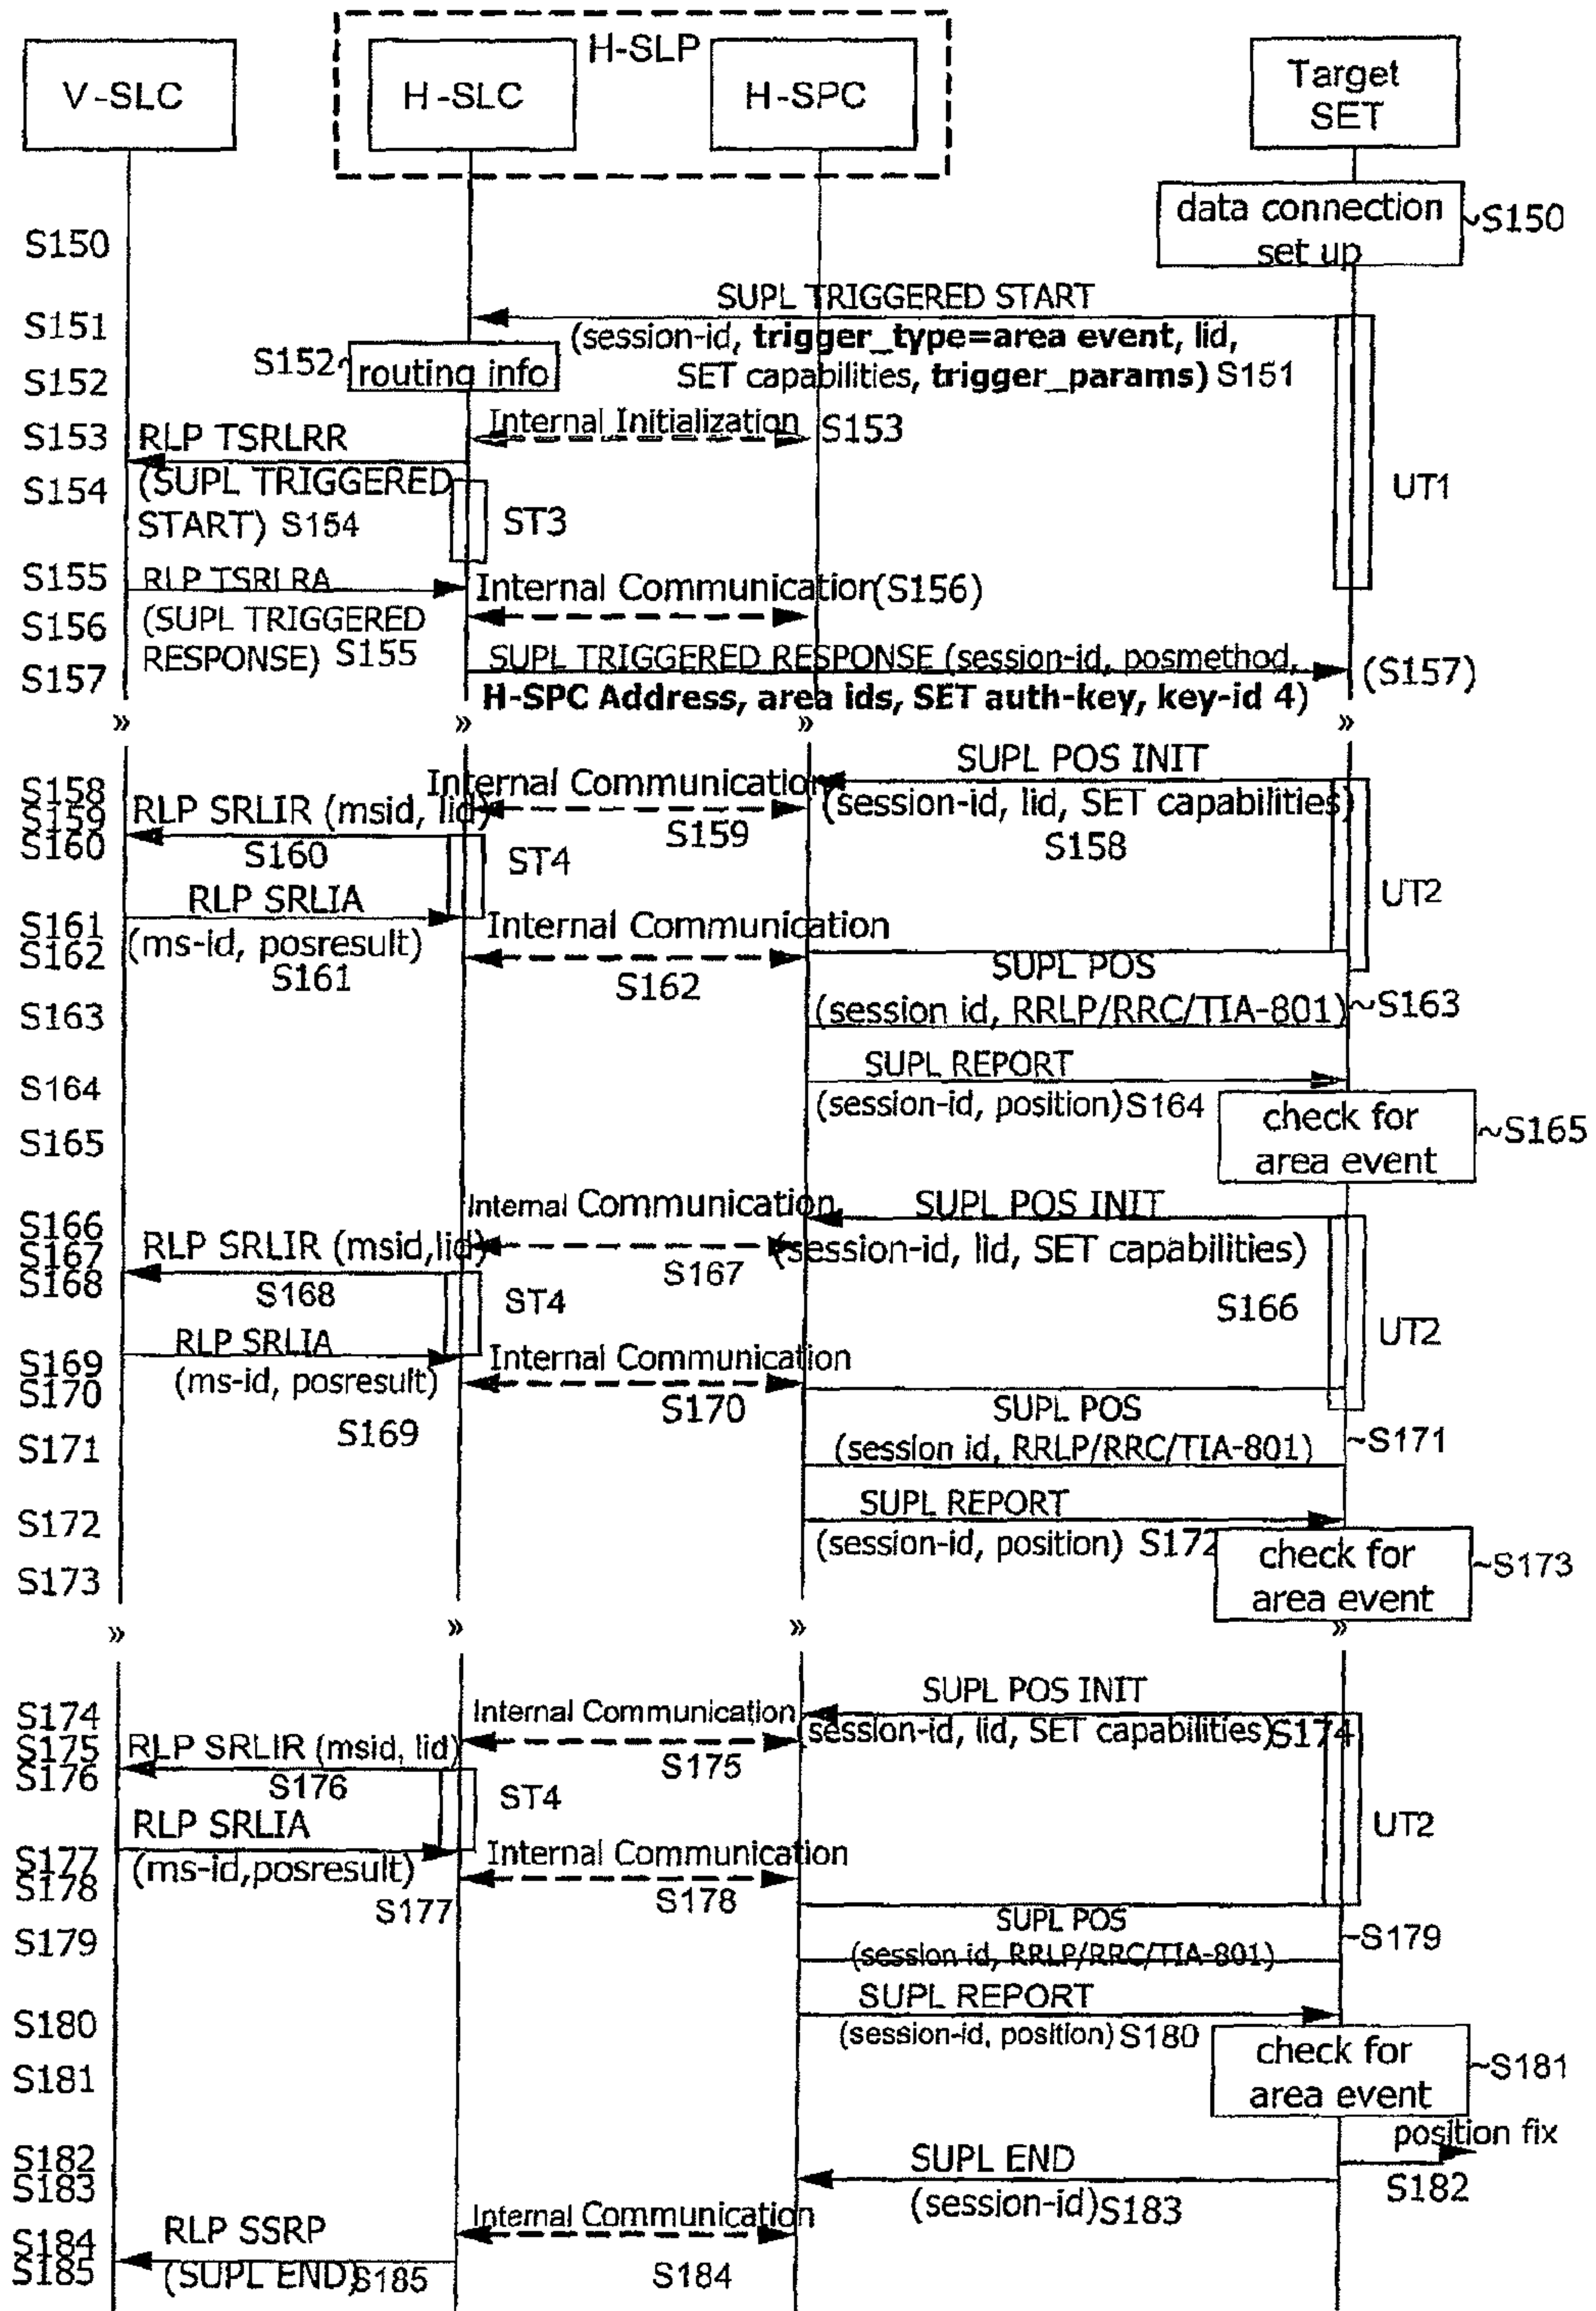 H-SLP
V-SLC
H-SLC
H-SPC
Target
SET
data connection
set up
~S150
S150
SUPL TRIGGERED START
S151
(session-id, trigger_type=area event, lid,
S152~
routing info
S152
SET capabilities, trigger_params) S151
S153
RLP TSRLRR
Internal Initialization
S153
S154
(SUPL TRIGGERED
START) S154
ST3
UT1
S155
RLP TSRLRA
Internal Communication(S156)
S156
(SUPL TRIGGERED
RESPONSE) S155
S157
SUPL TRIGGERED RESPONSE (session-id, posmethod,
(S157)
H-SPC Address, area ids, SET auth-key, key-id 4)
» » » »
SUPL POS INIT
S158
Internal Communication
S159
RLP SRLIR (msid, lid)
(session-id, lid, SET capabilities)
S160
S160
S159
S158
ST4
UT2
RLP SRLIA
S161
Internal Communication
S162
(ms-id, posresult)
S161
S162
SUPL POS
S163
(session id, RRLP/RRC/TIA-801)
~S163
SUPL REPORT
S164
(session-id, position)S164
check for
area event
~S165
S165
Internal Communication
SUPL POS INIT
S166
S167
RLP SRLIR (msid,lid)
(session-id, lid, SET capabilities)
S168
S168
S167
ST4
S166
UT2
RLP SRLIA
S169
Internal Communication
S170
(ms-id, posresult)
S169
S170
SUPL POS
S171
(session id, RRLP/RRC/TIA-801)
~S171
SUPL REPORT
S172
(session-id, position) S172
check for
area event
~S173
S173
» » » »
SUPL POS INIT
S174
Internal Communication
(session-id, lid, SET capabilities)S174
S175
RLP SRLIR (msid, lid)
S176
S176
S175
ST4
UT2
RLP SRLIA
S177
Internal Communication
(ms-id,posresult)
S178
S177
S178
SUPL POS
S179
(session id, RRLP/RRC/TIA-801)
~S179
SUPL REPORT
S180
(session-id, position)S180
check for
area event
~S181
S181
position fix
S182
SUPL END
S182
S183
(session-id)S183
S184
RLP SSRP
Internal Communication
S185
(SUPL END)S185
S184